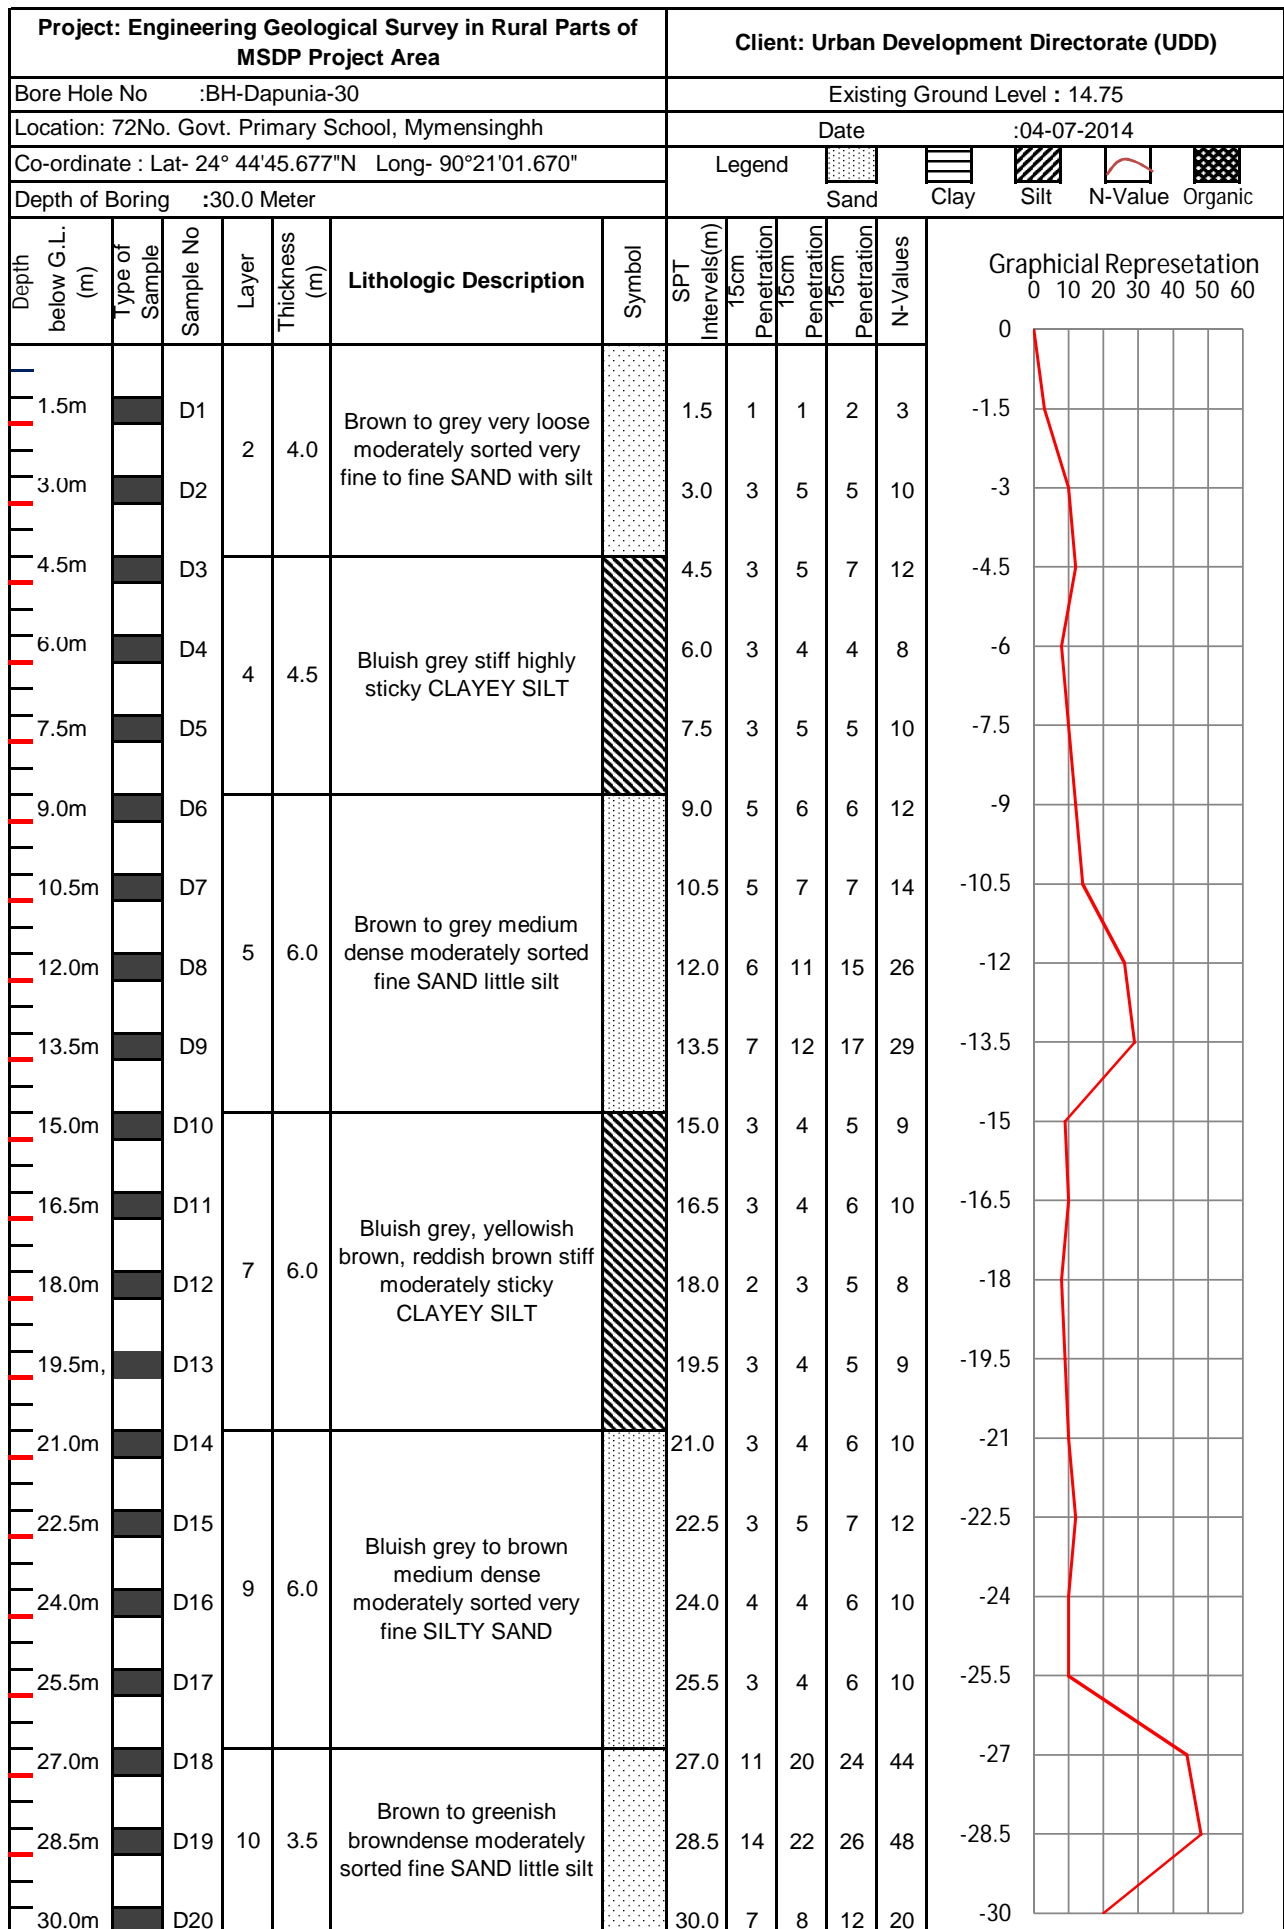 Project: Engineering Geological Survey in Rural Parts of
MSDP Project Area
Client: Urban Development Directorate (UDD)
Bore Hole No :BH-Dapunia-30
Existing Ground Level : 14.75
Location: 72No. Govt. Primary School, Mymensinghh
Date :04-07-2014
Co-ordinate : Lat- 24° 44'45.677"N Long- 90°21'01.670"
Legend
Sand Clay Silt N-Value Organic
Depth of Boring :30.0 Meter
Depth
below G.L.
(m)
Type of
Sample
Sample No
Layer
Thickness
(m)
Lithologic Description
Symbol
SPT
Intervels(m)
15cm
Penetration
15cm
Penetration
15cm
Penetration
N-Values
Graphicial Represetation
0 10 20 30 40 50 60
0
1.5m D1 1.5 1 1 2 3 -1.5
2 4.0
Brown to grey very loose
moderately sorted very
fine to fine SAND with silt
3.0m D2 3.0 3 5 5 10 -3
4.5m D3 4.5 3 5 7 12 -4.5
6.0m D4 6.0 3 4 4 8 -6
4 4.5
Bluish grey stiff highly
sticky CLAYEY SILT
7.5m D5 7.5 3 5 5 10 -7.5
9.0m D6 9.0 5 6 6 12 -9
10.5m D7 10.5 5 7 7 14 -10.5
5 6.0
Brown to grey medium
dense moderately sorted
fine SAND little silt
12.0m D8 12.0 6 11 15 26 -12
13.5m D9 13.5 7 12 17 29 -13.5
15.0m D10 15.0 3 4 5 9 -15
16.5m D11 16.5 3 4 6 10 -16.5
7 6.0
Bluish grey, yellowish
brown, reddish brown stiff
moderately sticky
CLAYEY SILT
18.0m D12 18.0 2 3 5 8 -18
19.5m, D13 19.5 3 4 5 9 -19.5
21.0m D14 21.0 3 4 6 10 -21
22.5m D15 22.5 3 5 7 12 -22.5
9 6.0
Bluish grey to brown
medium dense
moderately sorted very
fine SILTY SAND
24.0m D16 24.0 4 4 6 10 -24
25.5m D17 25.5 3 4 6 10 -25.5
27.0m D18 27.0 11 20 24 44 -27
10 3.5
Brown to greenish
browndense moderately
sorted fine SAND little silt
28.5m D19 28.5 14 22 26 48 -28.5
30.0m D20 30.0 7 8 12 20 -30